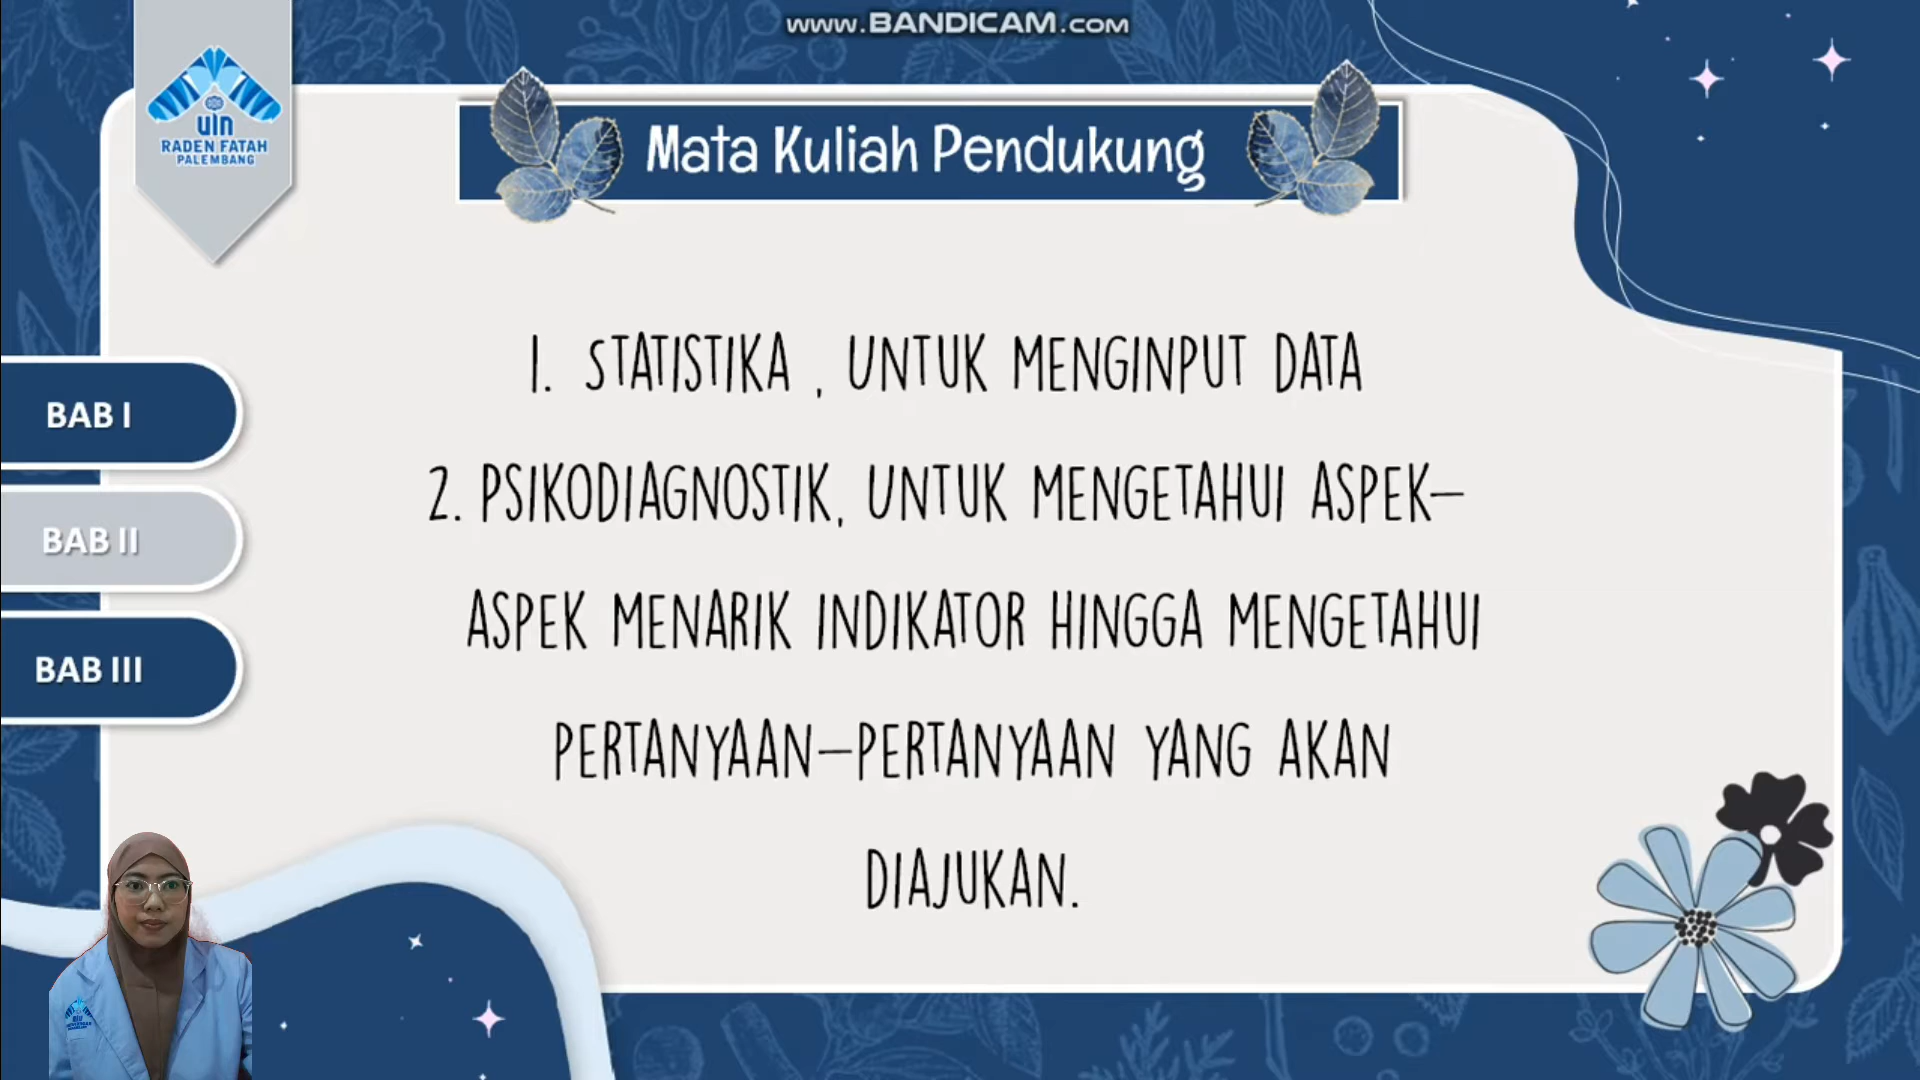 www.BANDICAM.com
uin
RADEN FATAH
PALEMBANG
Mata Kuliah Pendukung
1. STATISTIKA , UNTUK MENGINPUT DATA
2. PSIKODIAGNOSTIK, UNTUK MENGETAHUI ASPEK-
ASPEK MENARIK INDIKATOR HINGGA MENGETAHUI
PERTANYAAN-PERTANYAAN YANG AKAN
DIAJUKAN.
BAB I
BAB II
BAB III